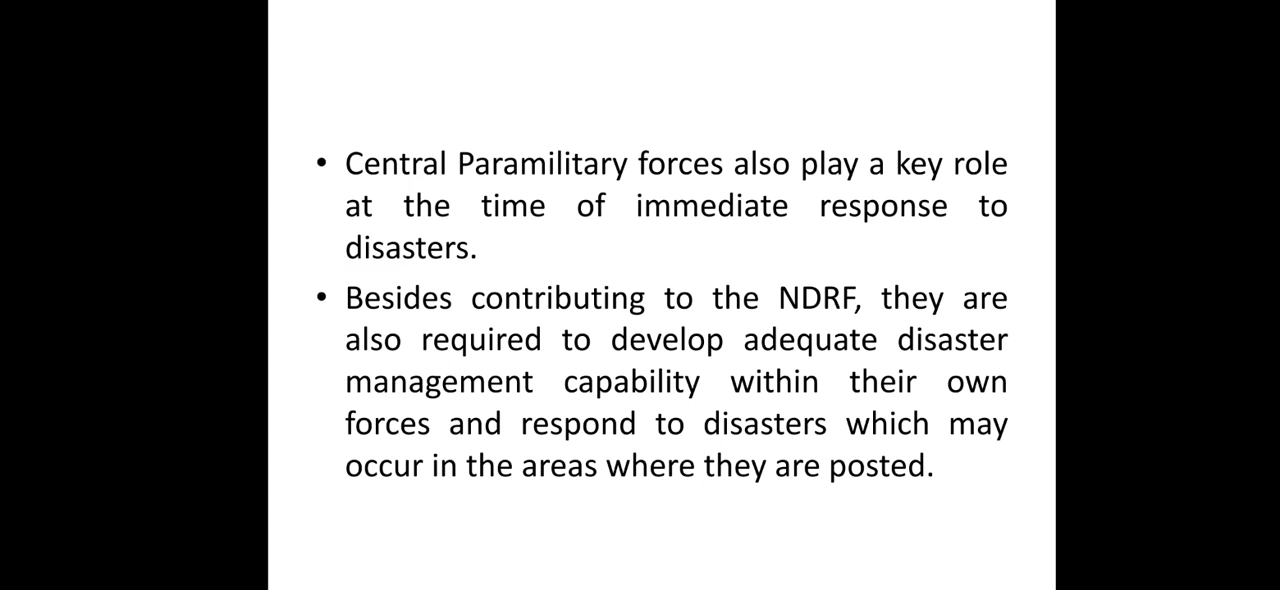 • Central Paramilitary forces also play a key role
at the time of immediate response to
disasters.
• Besides contributing to the NDRF, they are
also required to develop adequate disaster
management capability within their own
forces and respond to disasters which may
occur in the areas where they are posted.